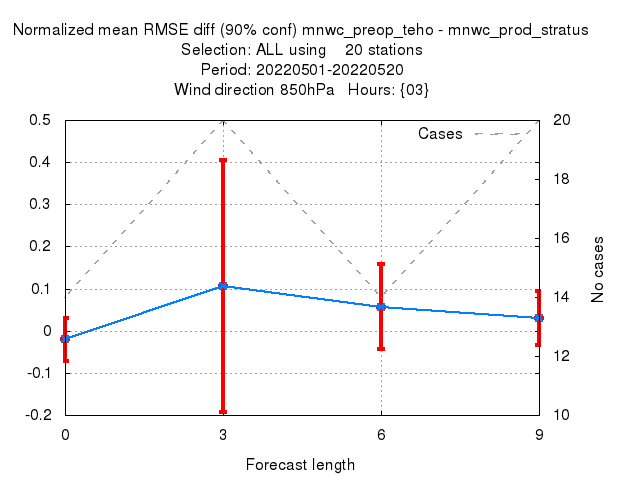 Normalized mean RMSE diff (90% conf) mnwc_preop_teho - mnwc_prod_stratus
Selection: ALL using    20 stations
Period: 20220501-20220520
Wind direction 850hPa   Hours: {03}
Cases
0.5
0.4
0.3
0.2
0.1
0
-0.1
-0.2
20
18
16
14
12
10
No cases
0 3 6 9
Forecast length